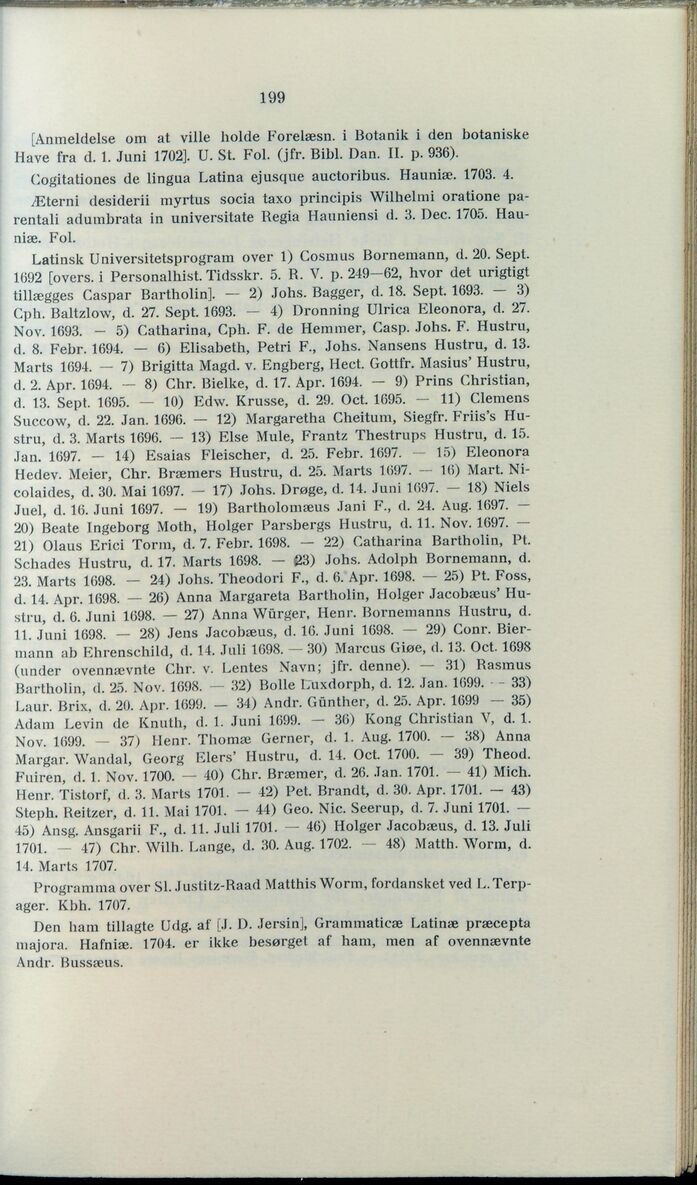 199
[Anmeldelse om at ville holde Forelæsn. i Botanik i den botaniske
Have fra d. 1. Juni 1702]. U. St. Fol. (jfr. Bibl. Dan. II. p. 936).
Cogitationes de lingua Latina ejusque auctoribus. Hauniæ. 1703. 4.
Æterni desiderii myrtus socia taxo principis Wilhelmi oratione pa-
rentali adumbrata in universitate Regia Hauniensi d. 3. Dec. 1705. Hau-
niæ. Fol.
Latinsk Universitetsprogram over 1) Cosmus Bornemann, d. 20. Sept.
1692 [overs. i Personalhist. Tidsskr. 5. R. V. p. 249—62, hvor det urigtigt
tillægges Caspar Bartholin]. — 2) Johs. Bagger, d. 18. Sept. 1693. — 3)
Cph. Baltzlow, d. 27. Sept. 1693. — 4) Dronning Ulrica Eleonora, d. 27.
Nov. 1693. — 5) Catharina, Cph. F. de Hemmer, Casp. Johs. F. Hustru,
d. 8. Febr. 1694. — 6) Elisabeth, Petri F., Johs. Nansens Hustru, d. 13.
Marts 1694. — 7) Brigitta Magd. v. Engberg, Hect. Gottfr. Masius' Hustru,
d. 2. Apr. 1694. — 8) Chr. Bielke, d. 17. Apr. 1694. — 9) Prins Christian,
d. 13. Sept. 1695. — 10) Edw. Krusse, d. 29. Oct. 1695. — 11) Clemens
Succow, d. 22. Jan. 1696. — 12) Margaretha Cheitum, Siegfr. Friis's Hu-
stru, d. 3. Marts 1696. — 13) Else Mule, Frantz Thestrups Hustru, d. 15.
Jan. 1697. — 14) Esaias Fleischer, d. 25. Febr. 1697. — 15) Eleonora
Hedev. Meier, Chr. Bræmers Hustru, d. 25. Marts 1697. — 16) Mart. Ni-
colaides, d. 30. Mai 1697. — 17) Johs. Drøge, d. 14. Juni 1697. — 18) Niels
Juel, d. 16. Juni 1697. — 19) Bartholomæus Jani F., d. 24. Aug. 1697. —
20) Beate Ingeborg Moth, Holger Parsbergs Hustru, d. 11. Nov. 1697. —
21) Olaus Erici Torm, d. 7. Febr. 1698. — 22) Catharina Bartholin, Pt.
Schades Hustru, d. 17. Marts 1698. — 23) Johs. Adolph Bornemann, d.
23. Marts 1698. — 24) Johs. Theodori F., d. 6. Apr. 1698. — 25) Pt. Foss,
d. 14. Apr. 1698. — 26) Anna Margareta Bartholin, Holger Jacobæus' Hu-
stru, d. 6. Juni 1698. — 27) Anna Würger, Henr. Bornemanns Hustru, d.
11. Juni 1698. — 28) Jens Jacobæus, d. 16. Juni 1698. — 29) Conr. Bier-
mann ab Ehrenschild, d. 14. Juli 1698. — 30) Marcus Giøe, d. 13. Oct. 1698
(under ovennævnte Chr. v. Lentes Navn; jfr. denne). — 31) Rasmus
Bartholin, d. 25. Nov. 1698. — 32) Bolle Luxdorph, d. 12. Jan. 1699. — 33)
Laur. Brix, d. 20. Apr. 1699. — 34) Andr. Günther, d. 25. Apr. 1699 — 35)
Adam Levin de Knuth, d. 1. Juni 1699. — 36) Kong Christian V, d. 1.
Nov. 1699. — 37) Henr. Thomæ Gerner, d. 1. Aug. 1700. — 38) Anna
Margar. Wandal, Georg Elers' Hustru, d. 14. Oct. 1700. — 39) Theod.
Fuiren, d. 1. Nov. 1700. — 40) Chr. Bræmer, d. 26. Jan. 1701. — 41) Mich.
Henr. Tistorf, d. 3. Marts 1701. — 42) Pet. Brandt, d. 30. Apr. 1701. — 43)
Steph. Reitzer, d. 11. Mai 1701. — 44) Geo. Nic. Seerup, d. 7. Juni 1701. —
45) Ansg. Ansgarii F., d. 11. Juli 1701. — 46) Holger Jacobæus, d. 13. Juli
1701. — 47) Chr. Wilh. Lange, d. 30. Aug. 1702. — 48) Matth. Worm, d.
14. Marts 1707.
Programma over Sl. Justitz-Raad Matthis Worm, fordansket ved L. Terp-
ager. Kbh. 1707.
Den ham tillagte Udg. af [J. D. Jersin], Grammaticæ Latinæ præcepta
majora. Hafniæ. 1704. er ikke besørget af ham, men af ovennævnte
Andr. Bussæus.